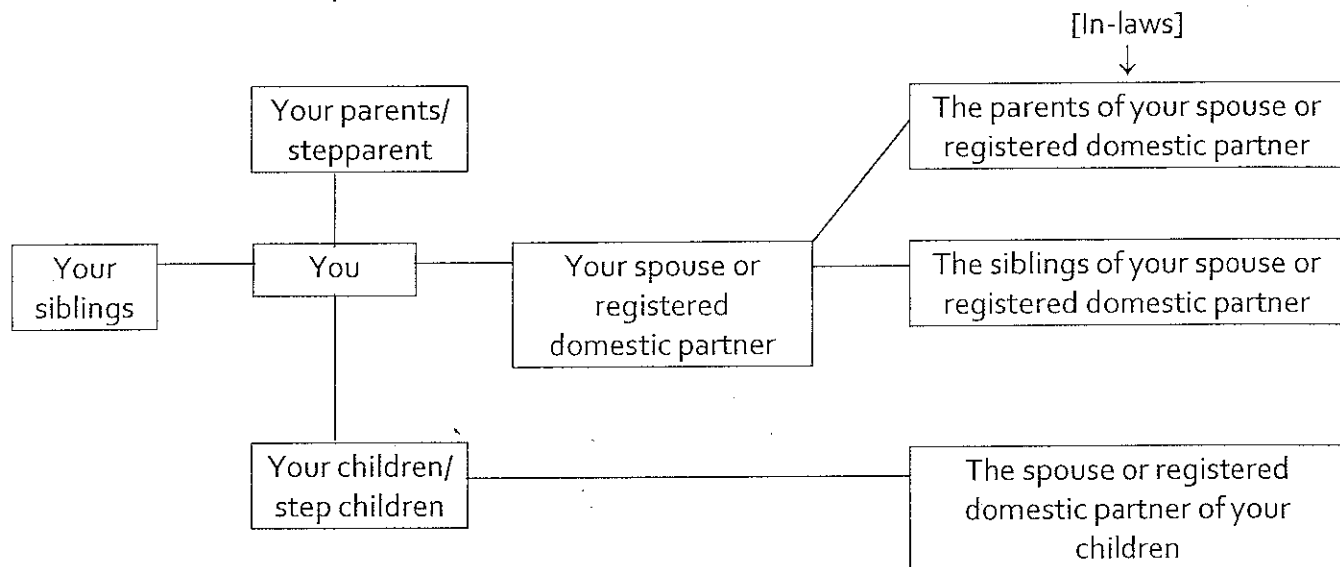 [In-laws]
Your parents/
stepparent
The parents of your spouse or
registered domestic partner
Your
siblings
You
Your spouse or
registered
domestic partner
The siblings of your spouse or
registered domestic partner
Your children/
step children
The spouse or registered
domestic partner of your
children